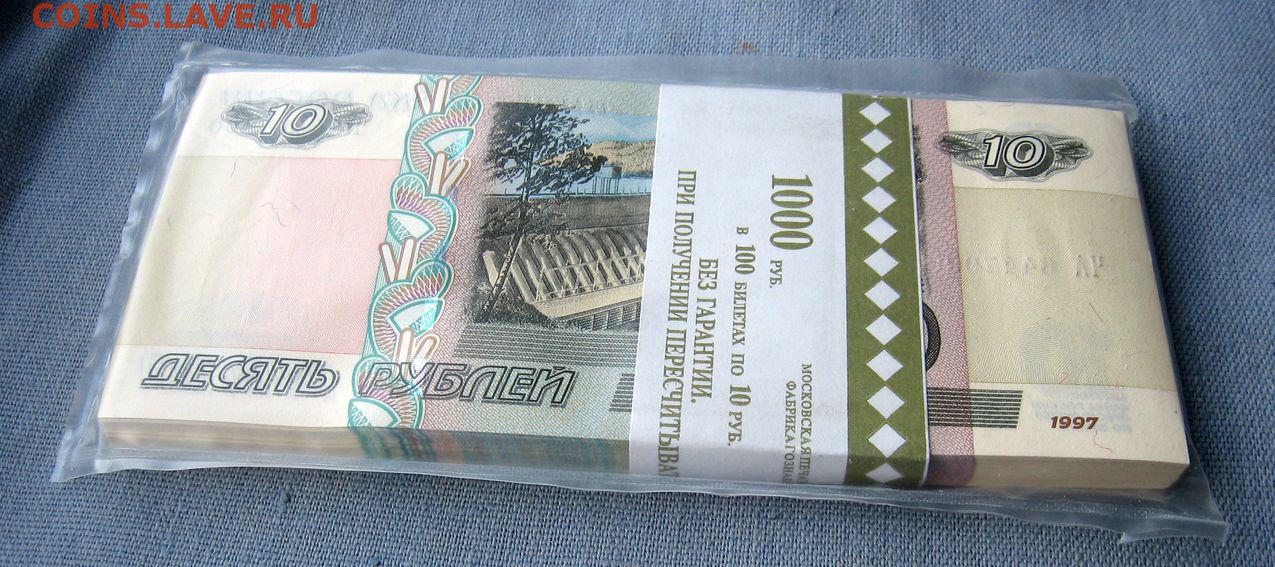 COINS.LAVE.RU
10
10
ДЕСЯТЬ РУБЛЕЙ
1000 РУБ.
в 100 БИЛЕТАХ по 10 РУБ.
БЕЗ ГАРАНТИИ.
ПРИ ПОЛУЧЕНИИ ПЕРЕСЧИТЫВА
МОСКОВСКАЯ ПЕЧ
ФАБРИКА ГОЗНА
1997